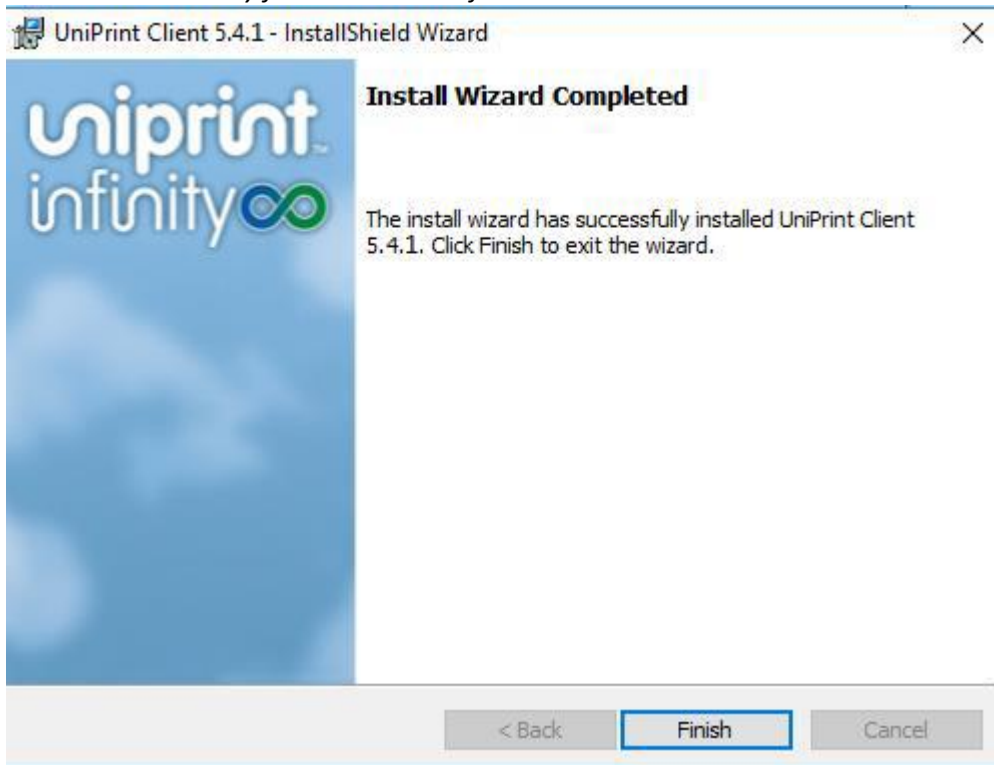 UniPrint Client 5.4.1 - InstallShield Wizard
uniprint™
infinity
Install Wizard Completed
The install wizard has successfully installed UniPrint Client
5.4.1. Click Finish to exit the wizard.
< Back
Finish
Cancel